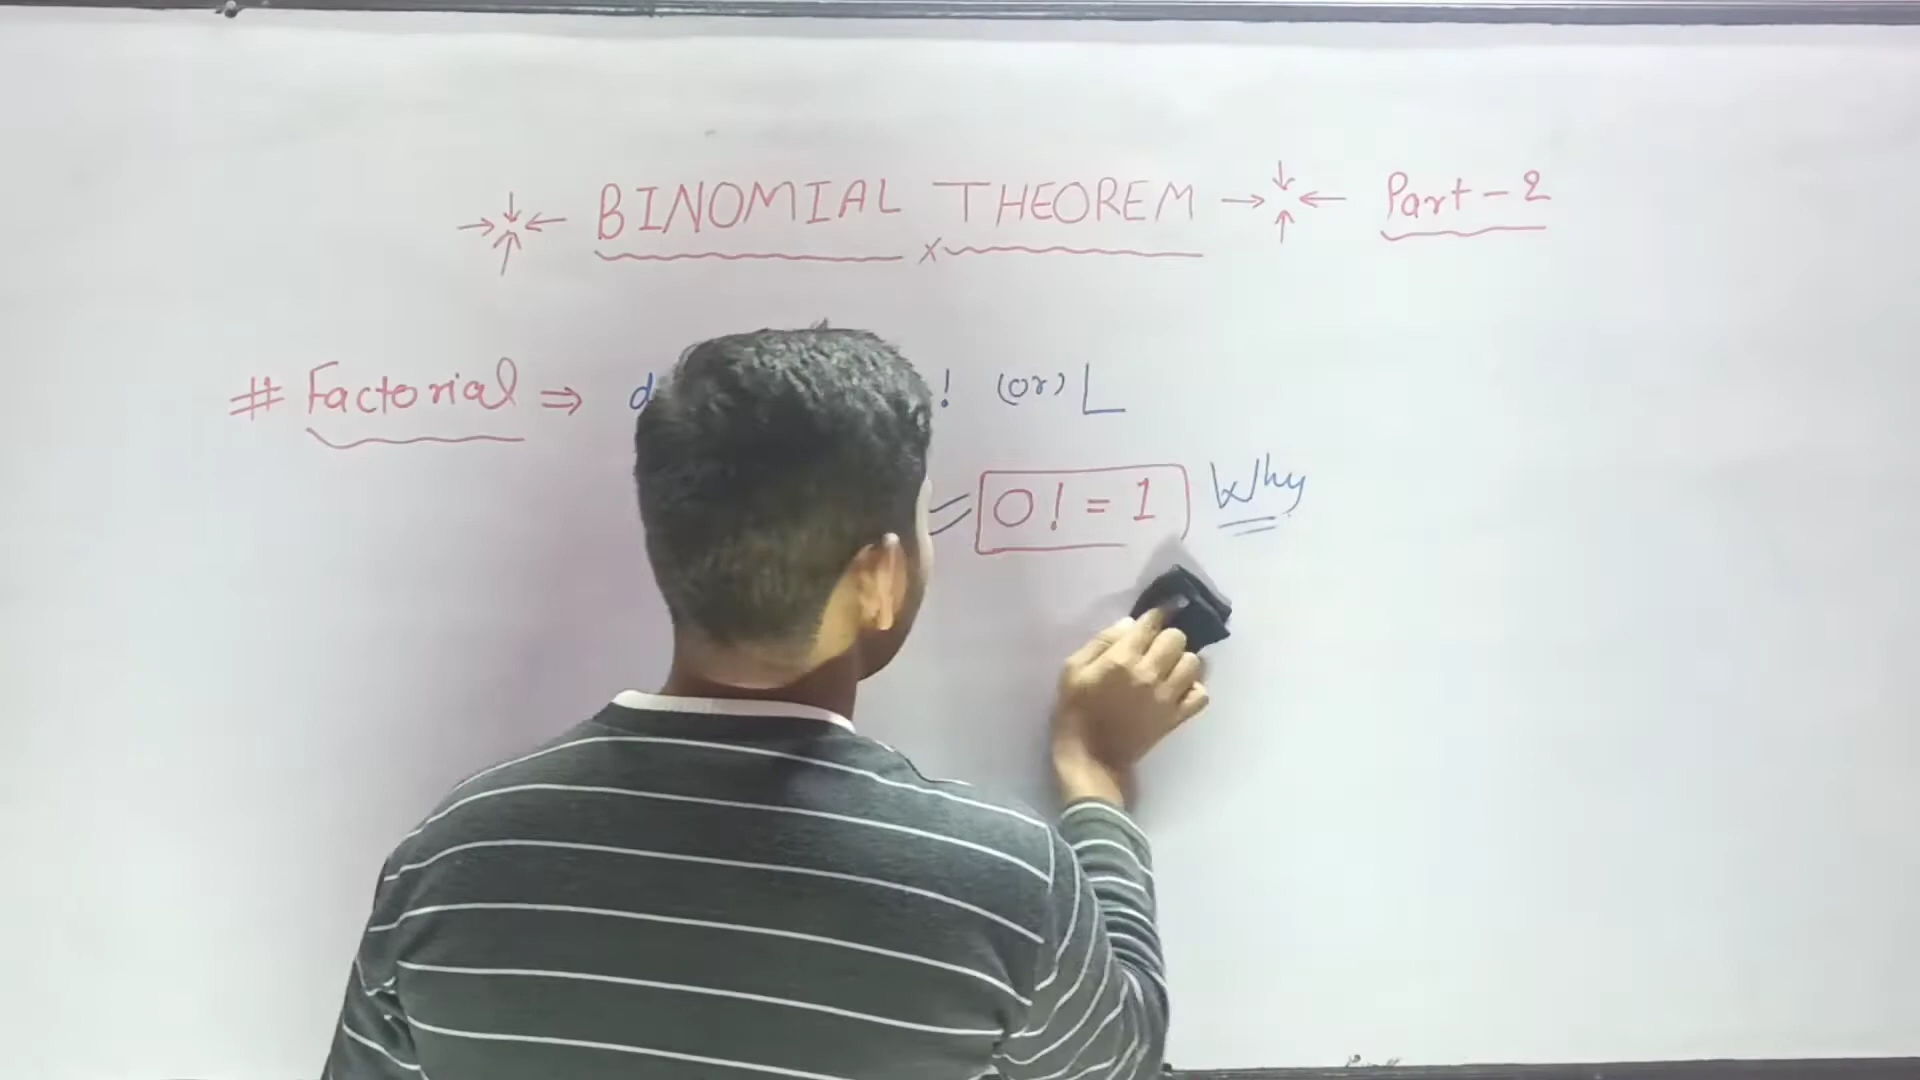 BINOMIAL THEOREM Part-2
# Factorial ⇒ ! (or) L
= 0! = 1 Why